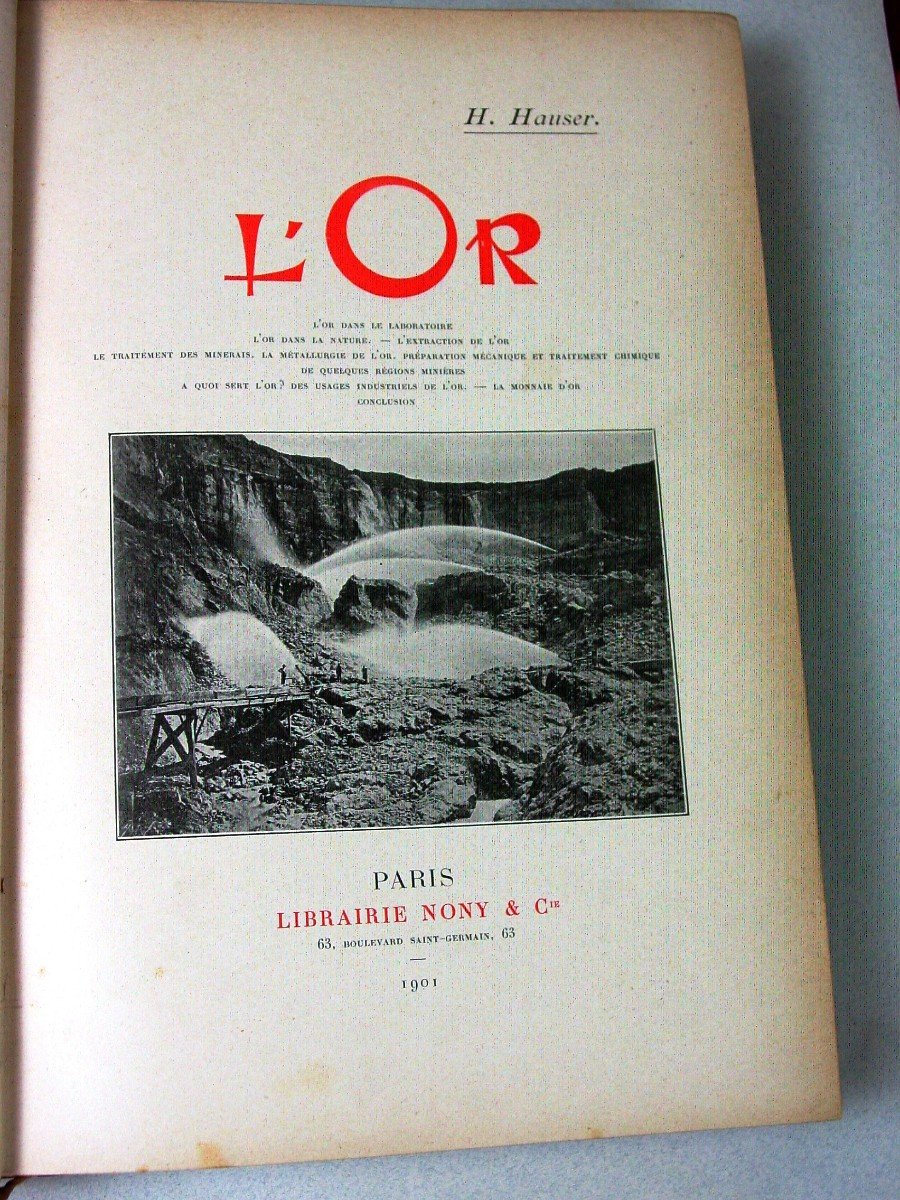 H. Hauser.
L'OR
L'OR DANS LE LABORATOIRE
L'OR DANS LA NATURE. — L'EXTRACTION DE L'OR
LE TRAITEMENT DES MINERAIS. LA MÉTALLURGIE DE L'OR. PRÉPARATION MÉCANIQUE ET TRAITEMENT CHIMIQUE
DE QUELQUES RÉGIONS MINIÈRES
A QUOI SERT L'OR? DES USAGES INDUSTRIELS DE L'OR. — LA MONNAIE D'OR
CONCLUSION
PARIS
LIBRAIRIE NONY & CIE
63, BOULEVARD SAINT-GERMAIN, 63
—
1901